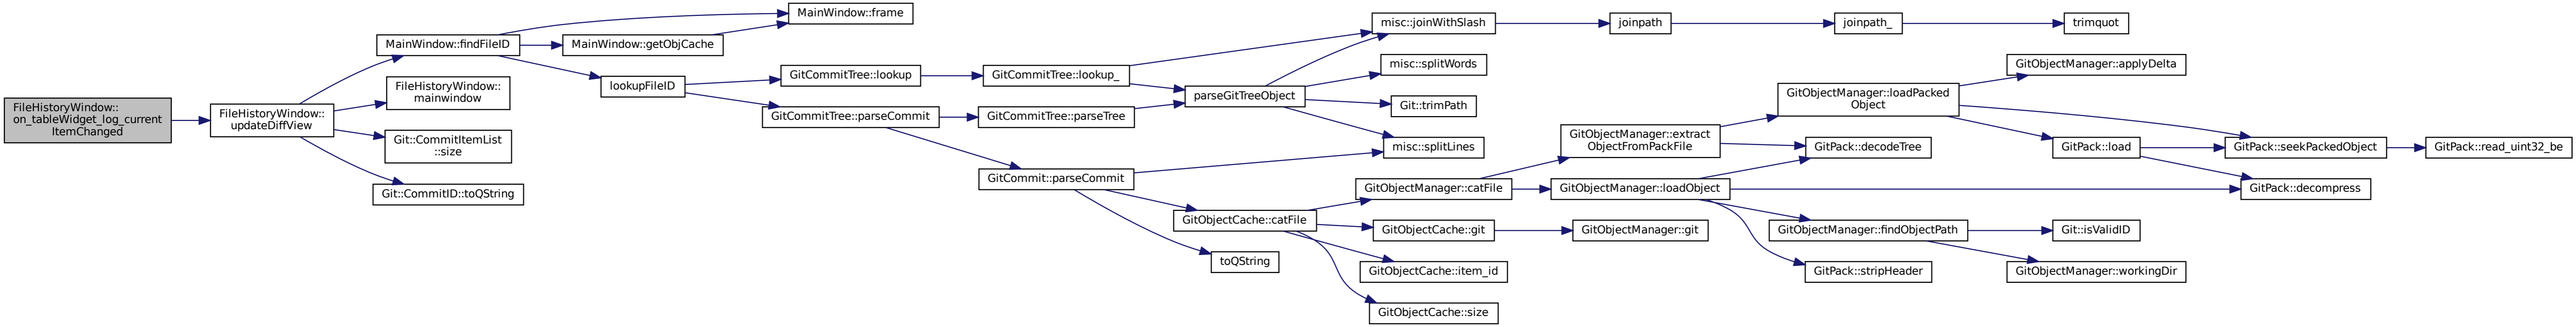 FileHistoryWindow::
on_tableWidget_log_current
ItemChanged
FileHistoryWindow::
updateDiffView
MainWindow::findFileID
FileHistoryWindow::
mainwindow
Git::CommitItemList
::size
Git::CommitID::toQString
MainWindow::frame
MainWindow::getObjCache
lookupFileID
GitCommitTree::lookup
GitCommitTree::parseCommit
GitCommitTree::lookup_
GitCommitTree::parseTree
GitCommit::parseCommit
parseGitTreeObject
GitObjectCache::catFile
toQString
misc::joinWithSlash
misc::splitWords
Git::trimPath
misc::splitLines
GitObjectManager::catFile
GitObjectCache::git
GitObjectCache::item_id
GitObjectCache::size
joinpath
GitObjectManager::extract
ObjectFromPackFile
GitObjectManager::loadObject
GitObjectManager::git
joinpath_
GitObjectManager::loadPacked
Object
GitPack::decodeTree
GitObjectManager::findObjectPath
GitPack::stripHeader
trimquot
GitObjectManager::applyDelta
GitPack::load
Git::isValidID
GitObjectManager::workingDir
GitPack::seekPackedObject
GitPack::decompress
GitPack::read_uint32_be